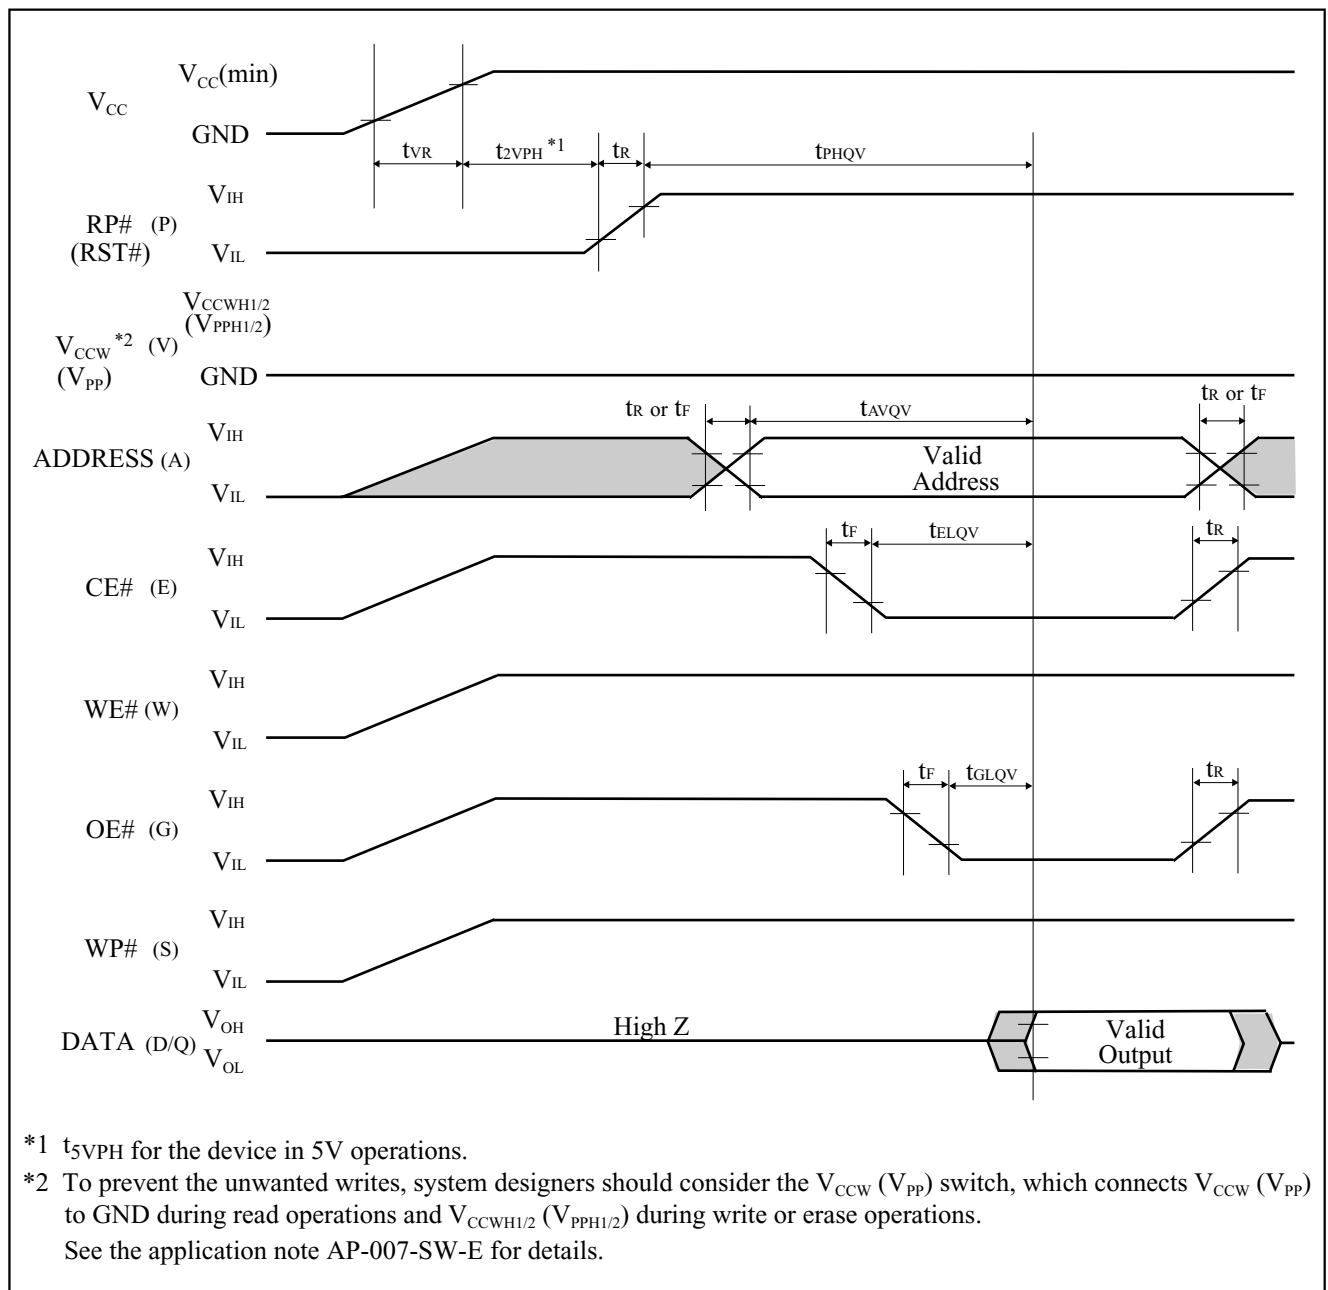 VCC(min)
VCC
GND
tVR
t2VPH *1
tR
tPHQV
VIH
RP# (P)
(RST#)
VIL
VCCWH1/2
(VPPH1/2)
VCCW *2 (V)
(VPP)
GND
tR or tF
tAVQV
tR or tF
VIH
ADDRESS (A)
Valid
Address
VIL
tF
tELQV
tR
VIH
CE# (E)
VIL
VIH
WE# (W)
VIL
tF
tGLQV
tR
VIH
OE# (G)
VIL
VIH
WP# (S)
VIL
VOH
High Z
DATA (D/Q)
Valid
Output
VOL
*1 t5VPH for the device in 5V operations.
*2 To prevent the unwanted writes, system designers should consider the VCCW (VPP) switch, which connects VCCW (VPP)
to GND during read operations and VCCWH1/2 (VPPH1/2) during write or erase operations.
See the application note AP-007-SW-E for details.